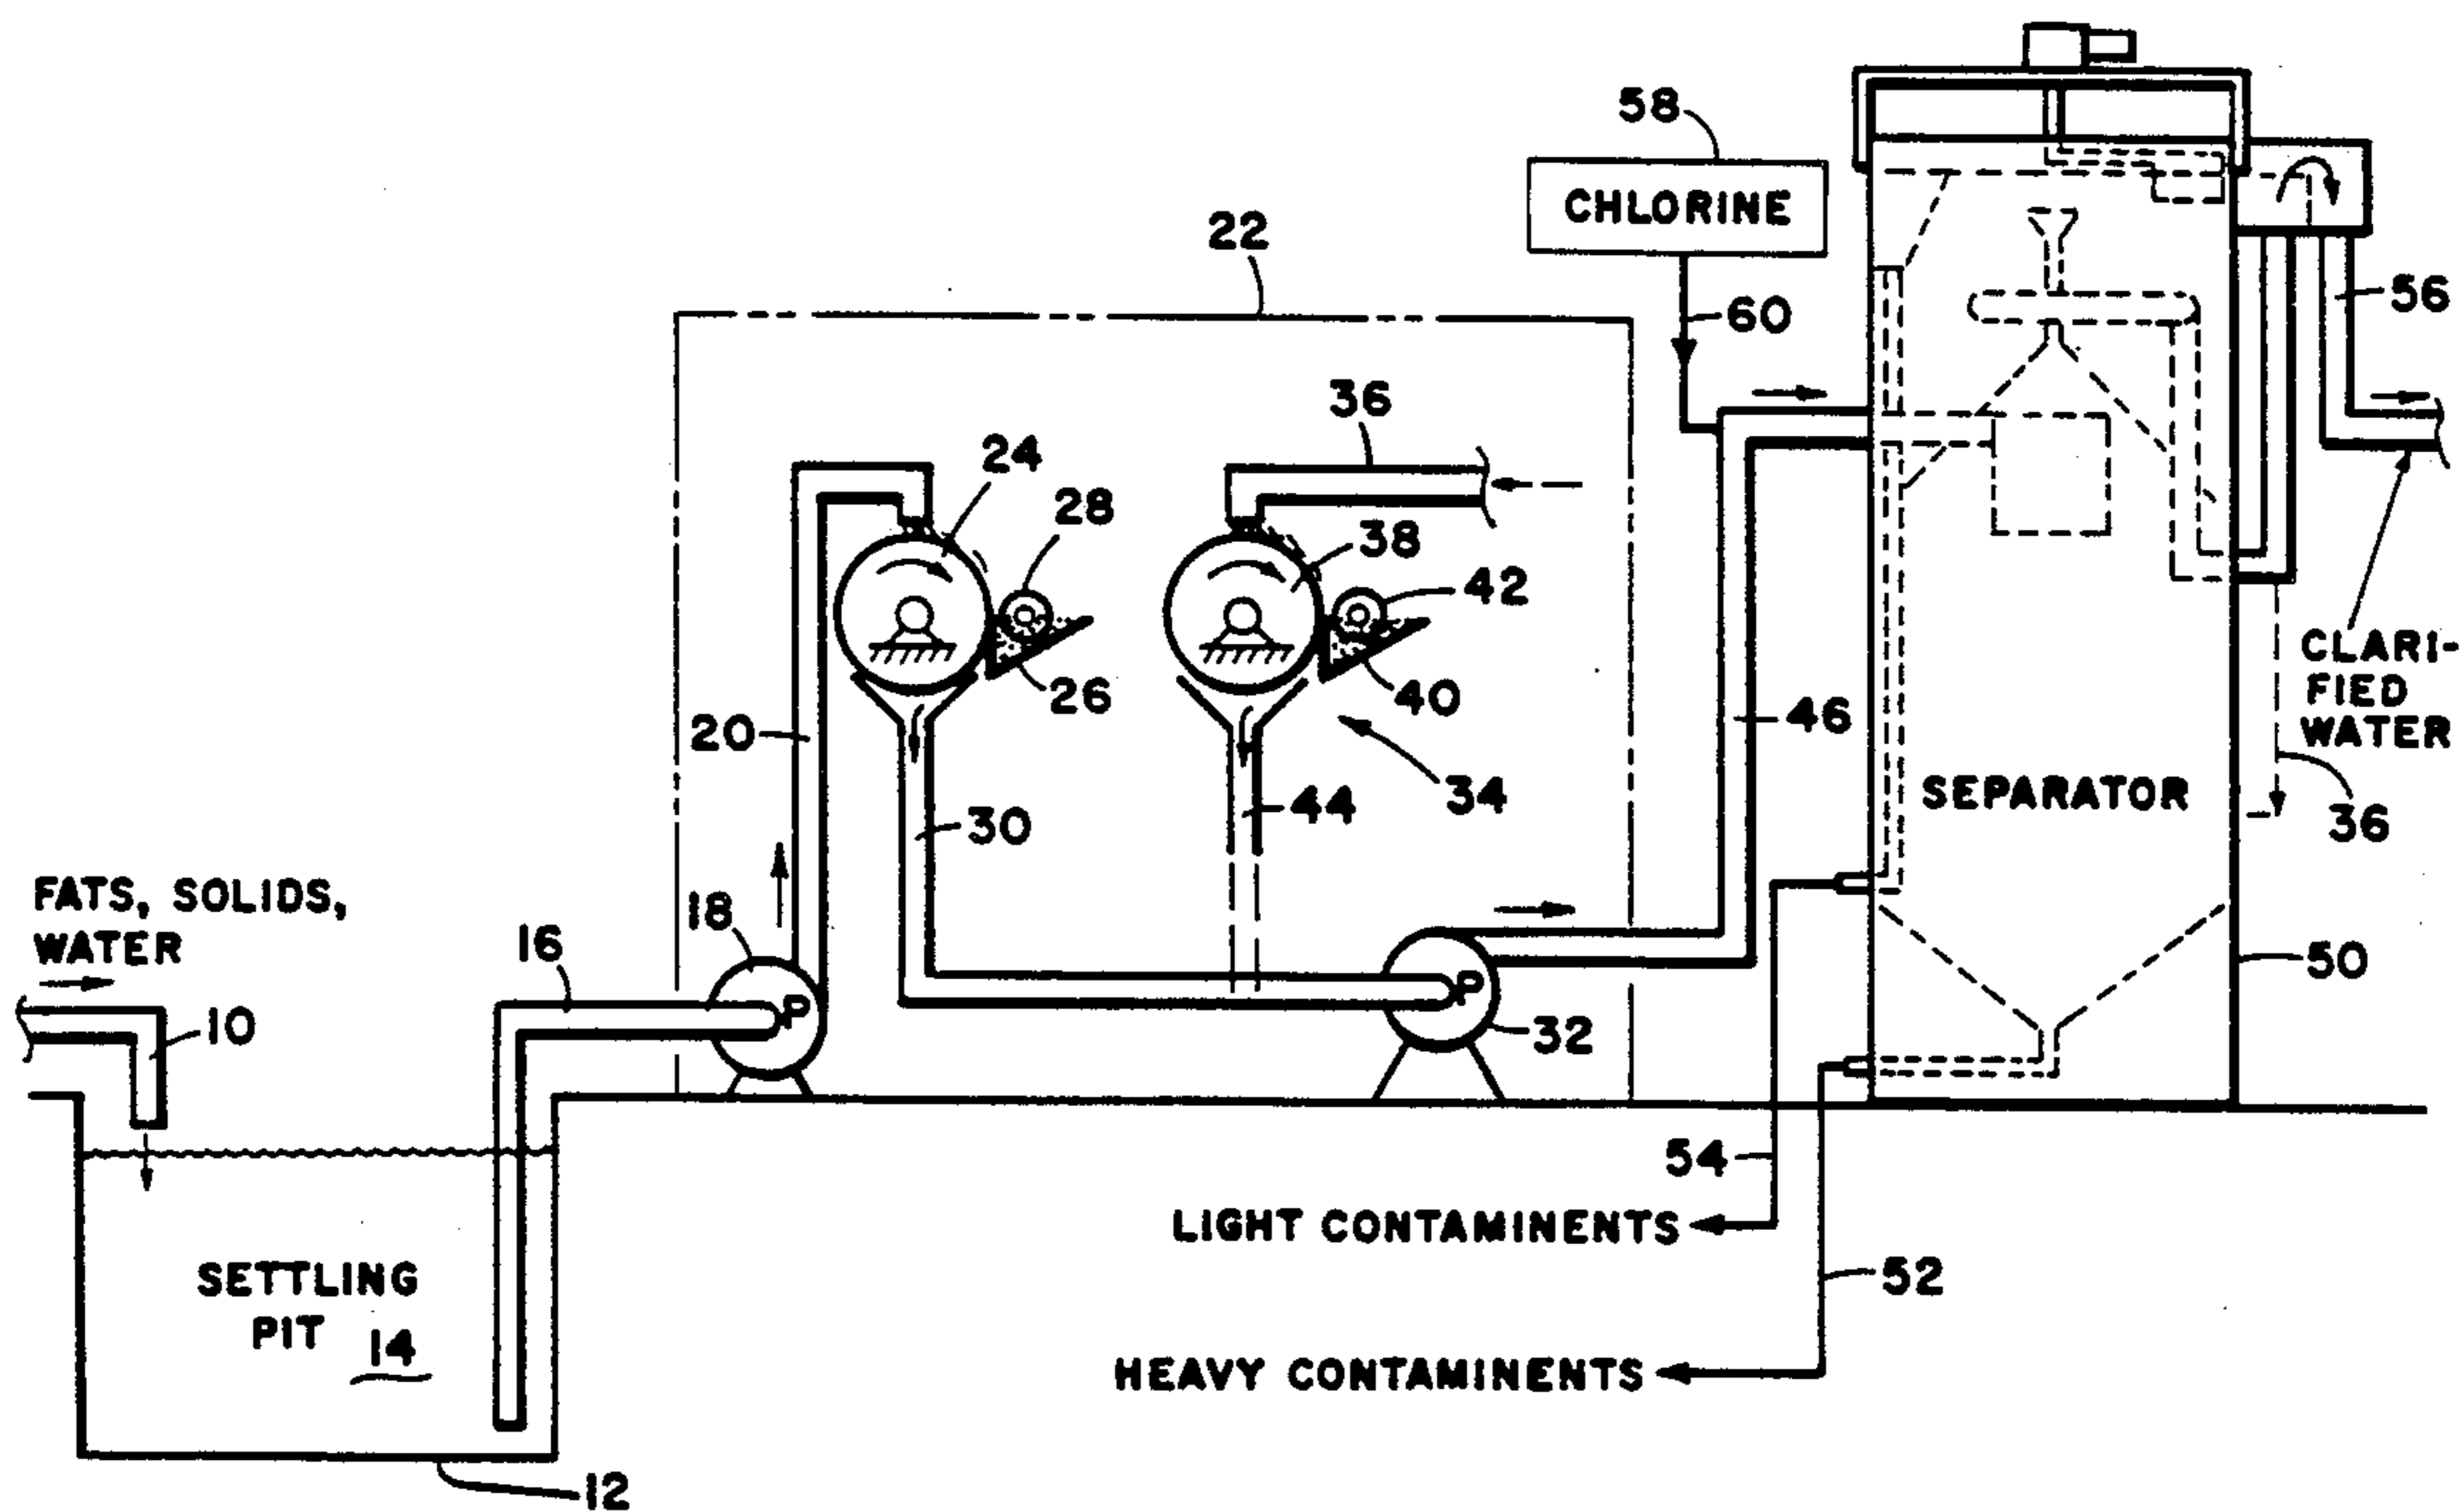 58
CHLORINE
22
60
56
36
24
28
38
42
26
40
CLARI-
FIED
WATER
20
46
34
SEPARATOR
44
30
36
FATS, SOLIDS,
WATER
16
18
P
P
50
10
32
54
LIGHT CONTAMINENTS
52
SETTLING
PIT 14
HEAVY CONTAMINENTS
12